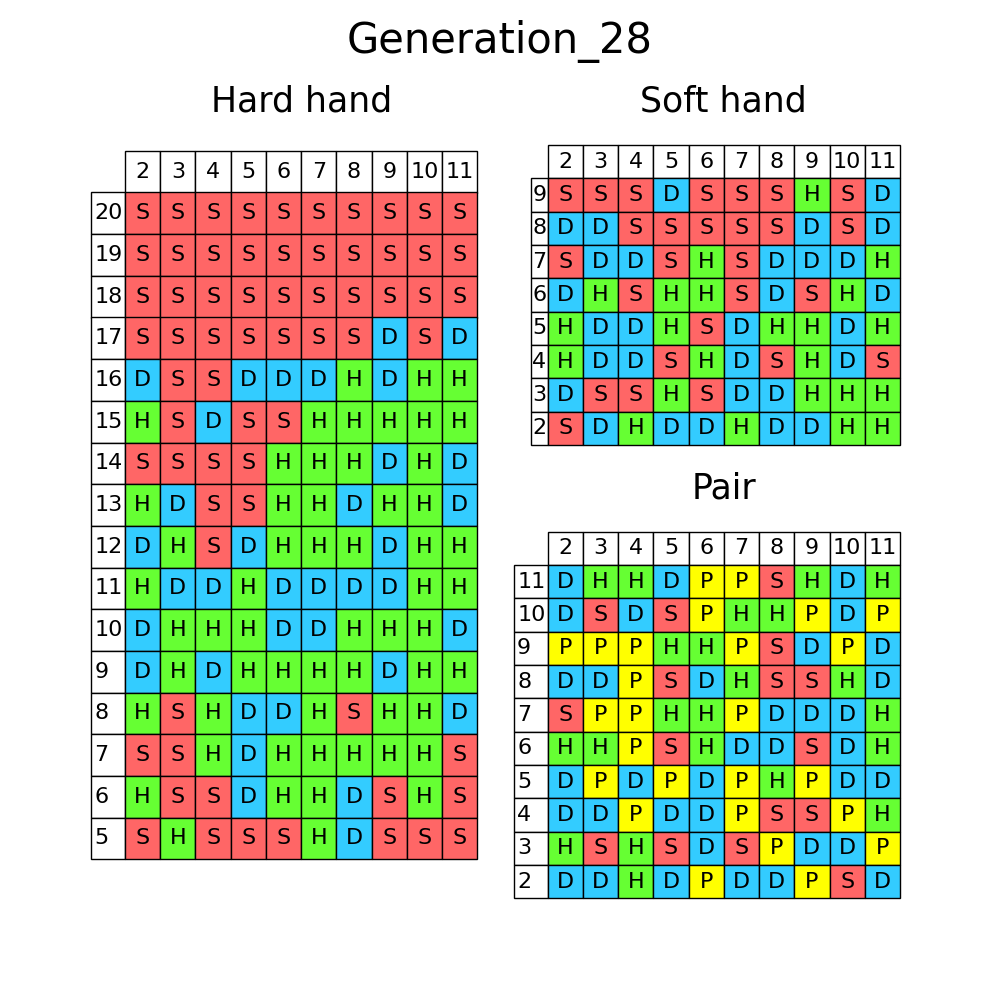 Generation_28
Hard hand
2 3 4 5 6 7 8 9 10 11
20 S S S S S S S S S S
19 S S S S S S S S S S
18 S S S S S S S S S S
17 S S S S S S S D S D
16 D S S D D D H D H H
15 H S D S S H H H H H
14 S S S S H H H D H D
13 H D S S H H D H H D
12 D H S D H H H D H H
11 H D D H D D D D H H
10 D H H H D D H H H D
9 D H D H H H H D H H
8 H S H D D H S H H D
7 S S H D H H H H H S
6 H S S D H H D S H S
5 S H S S S H D S S S
Soft hand
2 3 4 5 6 7 8 9 10 11
9 S S S D S S S H S D
8 D D S S S S S D S D
7 S D D S H S D D D H
6 D H S H H S D S H D
5 H D D H S D H H D H
4 H D D S H D S H D S
3 D S S H S D D H H H
2 S D H D D H D D H H
Pair
2 3 4 5 6 7 8 9 10 11
11 D H H D P P S H D H
10 D S D S P H H P D P
9 P P P H H P S D P D
8 D D P S D H S S H D
7 S P P H H P D D D H
6 H H P S H D D S D H
5 D P D P D P H P D D
4 D D P D D P S S P H
3 H S H S D S P D D P
2 D D H D P D D P S D